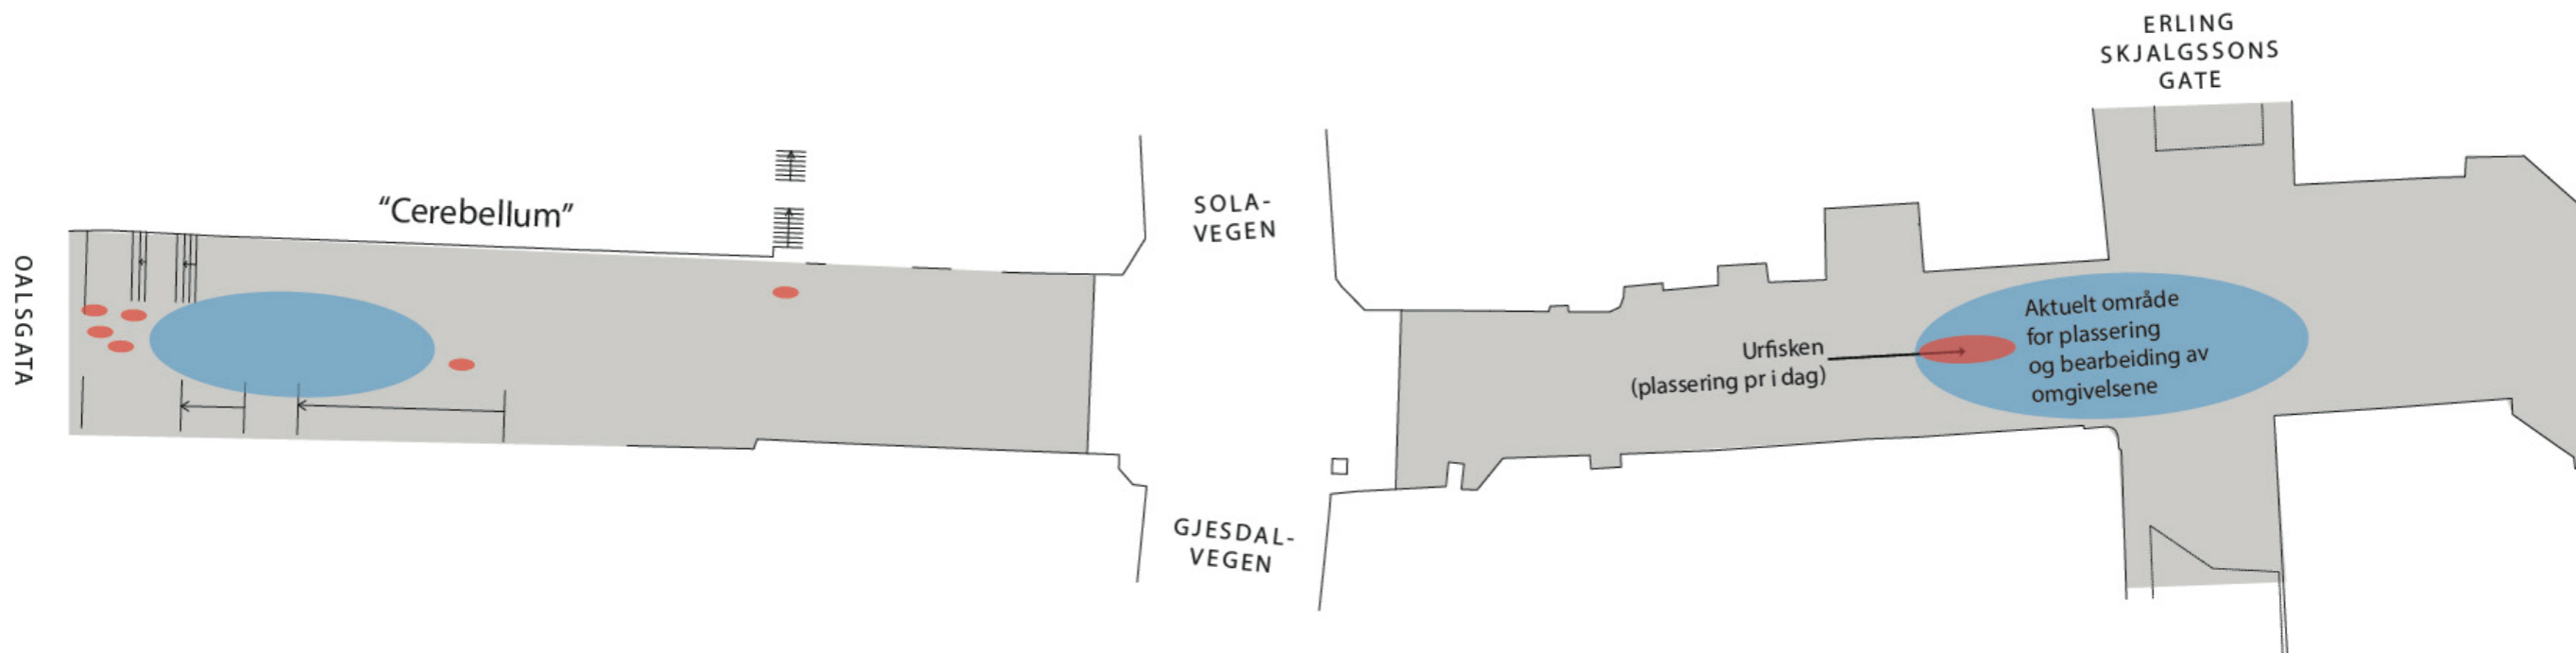 OALSGATA
“Cerebellum”
SOLA-
VEGEN
GJESDAL-
VEGEN
Urfisken
(plassering pr i dag)
ERLING
SKJALGSSONS
GATE
Aktuelt område
for plassering
og bearbeiding av
omgivelsene